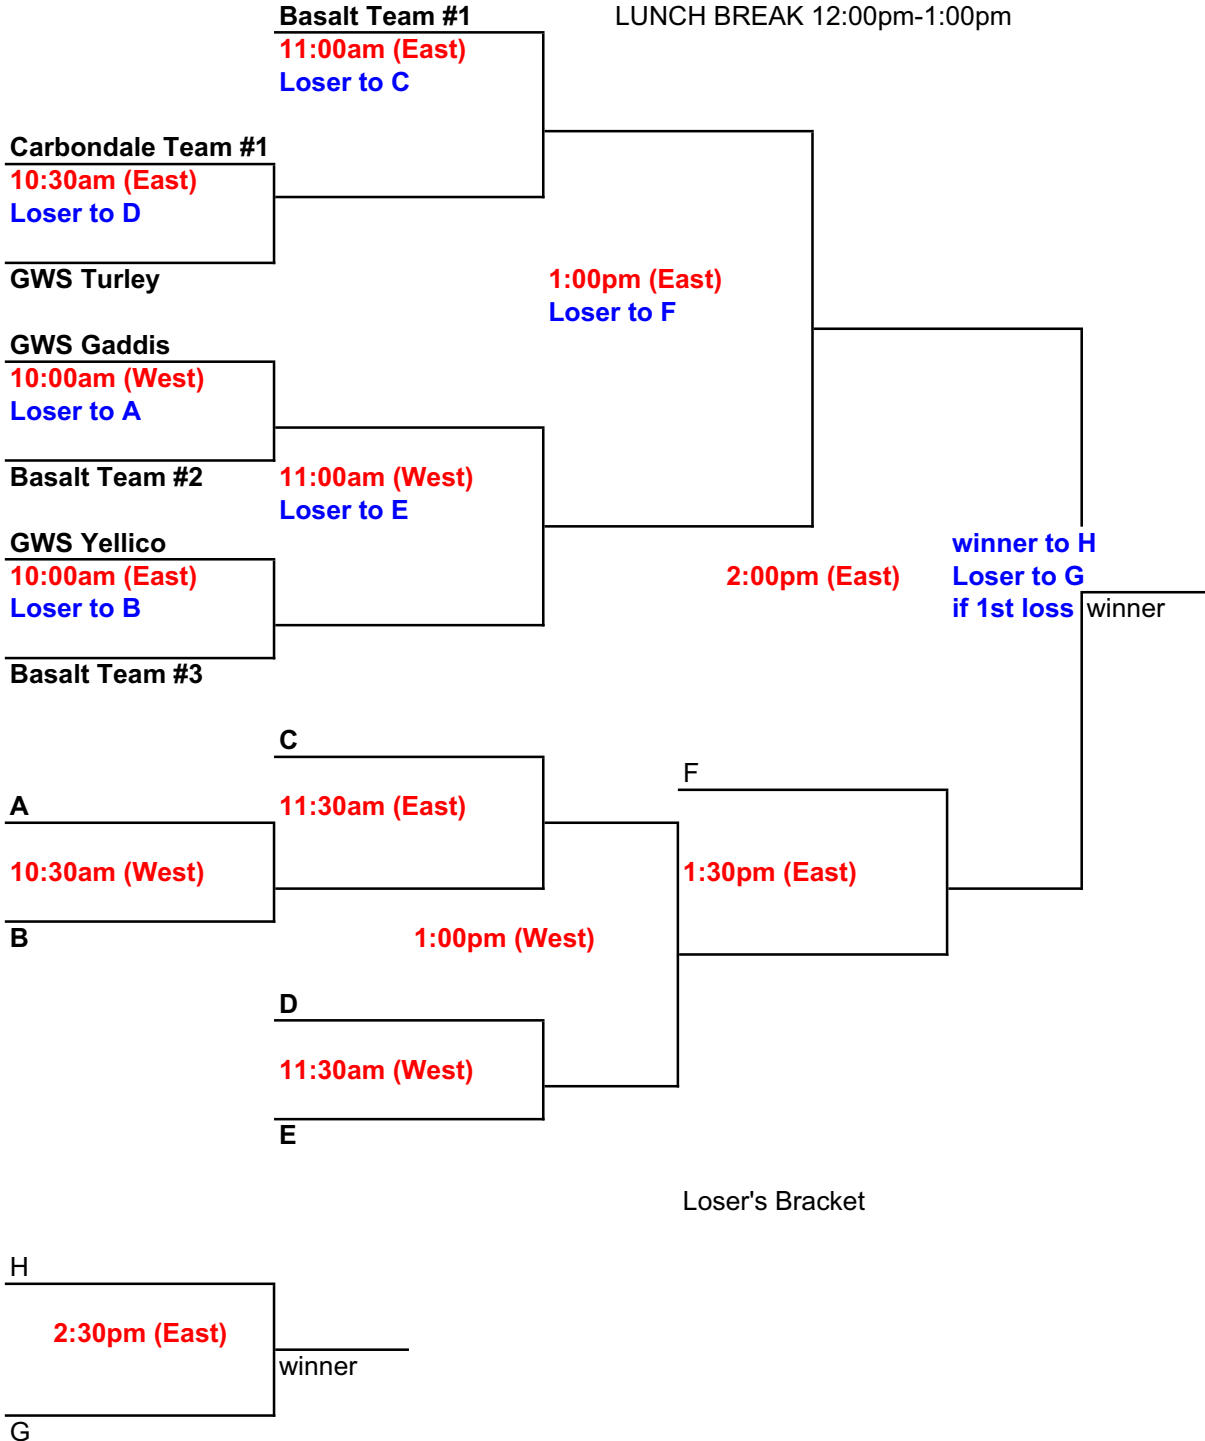 Basalt Team #1
LUNCH BREAK 12:00pm-1:00pm
11:00am (East)
Loser to C
Carbondale Team #1
10:30am (East)
Loser to D
GWS Turley
1:00pm (East)
Loser to F
GWS Gaddis
10:00am (West)
Loser to A
Basalt Team #2
11:00am (West)
Loser to E
GWS Yellico
10:00am (East)
Loser to B
Basalt Team #3
2:00pm (East)
winner to H
Loser to G
if 1st loss
winner
C
11:30am (East)
A
10:30am (West)
B
F
1:30pm (East)
1:00pm (West)
D
11:30am (West)
E
Loser's Bracket
H
2:30pm (East)
winner
G